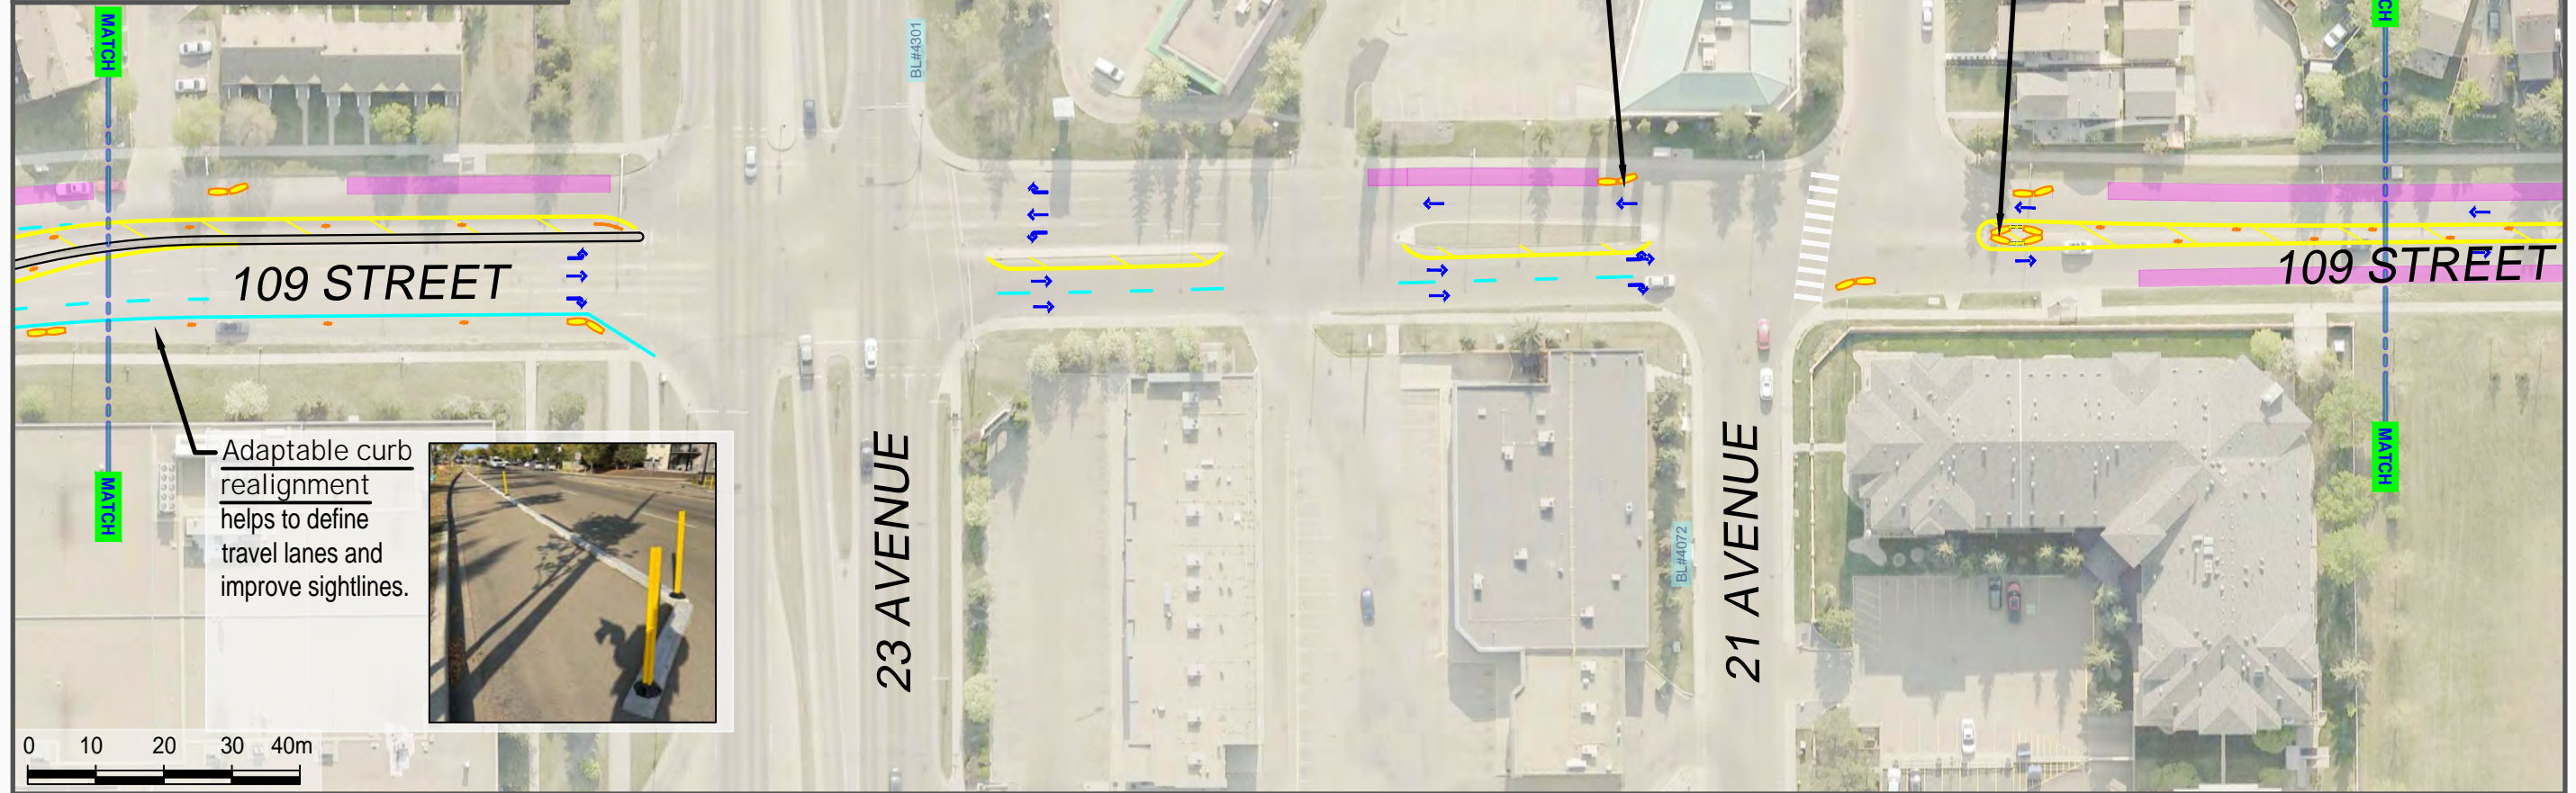 MATCH
BL#4301
CH
109 STREET
109 STREET
Adaptable curb
realignment
helps to define
travel lanes and
improve sightlines.
MATCH
23 AVENUE
BL#4072
21 AVENUE
MATCH
0 10 20 30 40m